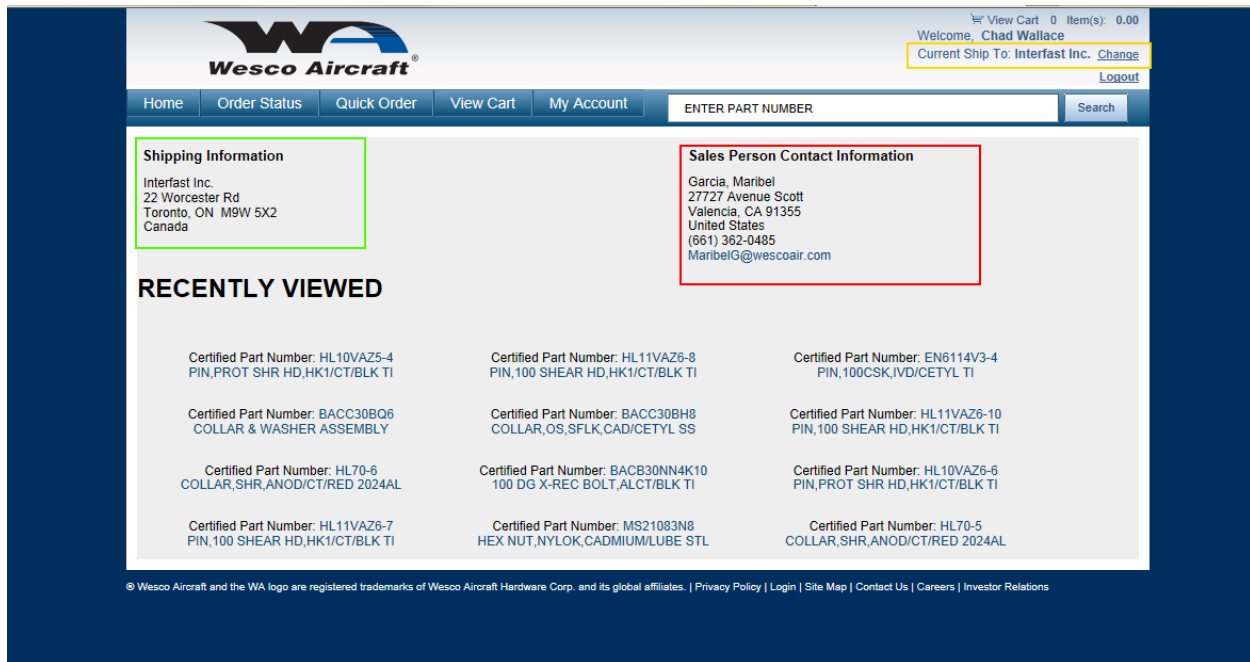 View Cart 0 Item(s): 0.00
Welcome, Chad Wallace
Current Ship To: Interfast Inc. Change
Logout
WA
Wesco Aircraft®
Home Order Status Quick Order View Cart My Account ENTER PART NUMBER Search
Shipping Information
Interfast Inc.
22 Worcester Rd
Toronto, ON M9W 5X2
Canada
Sales Person Contact Information
Garcia, Maribel
27727 Avenue Scott
Valencia, CA 91355
United States
(661) 362-0485
MaribelG@wescoair.com
RECENTLY VIEWED
Certified Part Number: HL10VAZ5-4
PIN,PROT SHR HD,HK1/CT/BLK TI
Certified Part Number: HL11VAZ6-8
PIN,100 SHEAR HD,HK1/CT/BLK TI
Certified Part Number: EN6114V3-4
PIN,100CSK,IVD/CETYL TI
Certified Part Number: BACC30BQ6
COLLAR & WASHER ASSEMBLY
Certified Part Number: BACC30BH8
COLLAR,OS,SFLK,CAD/CETYL SS
Certified Part Number: HL11VAZ6-10
PIN,100 SHEAR HD,HK1/CT/BLK TI
Certified Part Number: HL70-6
COLLAR,SHR,ANOD/CT/RED 2024AL
Certified Part Number: BACB30NN4K10
100 DG X-REC BOLT,ALCT/BLK TI
Certified Part Number: HL10VAZ6-6
PIN,PROT SHR HD,HK1/CT/BLK TI
Certified Part Number: HL11VAZ6-7
PIN,100 SHEAR HD,HK1/CT/BLK TI
Certified Part Number: MS21083N8
HEX NUT,NYLOK,CADMIUM/LUBE STL
Certified Part Number: HL70-5
COLLAR,SHR,ANOD/CT/RED 2024AL
® Wesco Aircraft and the WA logo are registered trademarks of Wesco Aircraft Hardware Corp. and its global affiliates. | Privacy Policy | Login | Site Map | Contact Us | Careers | Investor Relations